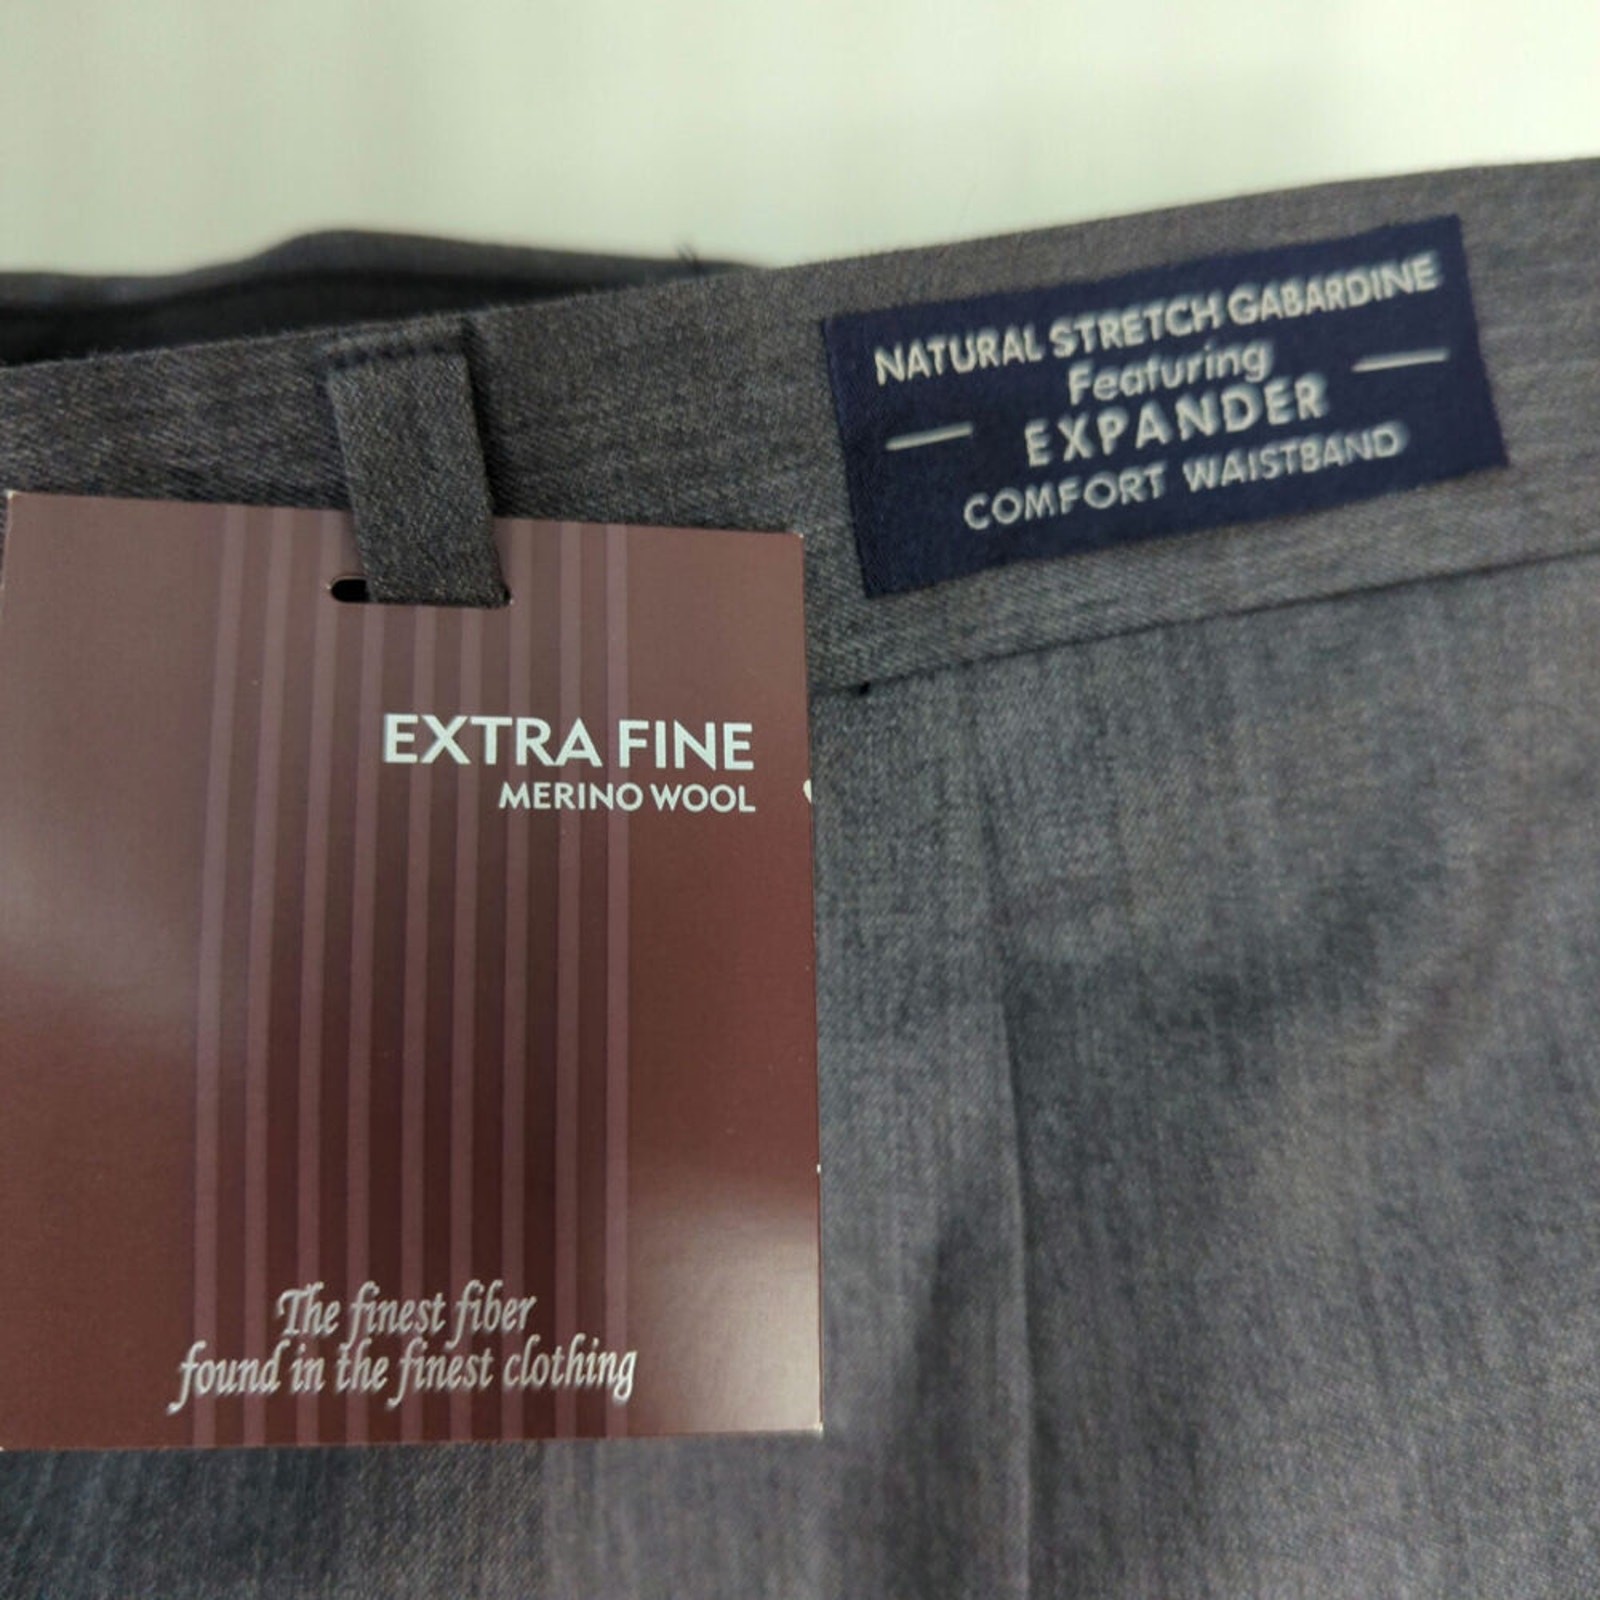 NATURAL STRETCH GABARDINE
Featuring
EXPANDER
COMFORT WAISTBAND
EXTRA FINE
MERINO WOOL
The finest fiber
found in the finest clothing